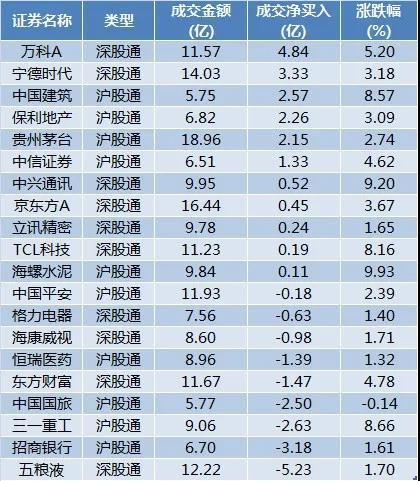 证券名称 类型 成交金额(亿) 成交净买入(亿) 涨跌幅(%)
万科A 深股通 11.57 4.84 5.20
宁德时代 深股通 14.03 3.33 3.18
中国建筑 沪股通 5.75 2.57 8.57
保利地产 沪股通 6.82 2.26 3.09
贵州茅台 沪股通 18.96 2.15 2.74
中信证券 沪股通 6.51 1.33 4.62
中兴通讯 深股通 9.95 0.52 9.20
京东方A 深股通 16.44 0.45 3.67
立讯精密 深股通 9.78 0.24 1.65
TCL科技 深股通 11.23 0.19 8.16
海螺水泥 沪股通 9.84 0.11 9.93
中国平安 沪股通 11.93 -0.18 2.39
格力电器 深股通 7.56 -0.63 1.40
海康威视 深股通 8.60 -0.98 1.71
恒瑞医药 沪股通 8.96 -1.39 1.32
东方财富 深股通 11.67 -1.47 4.78
中国国旅 沪股通 5.77 -2.50 -0.14
三一重工 沪股通 9.06 -2.63 8.66
招商银行 沪股通 6.70 -3.18 1.61
五粮液 深股通 12.22 -5.23 1.70